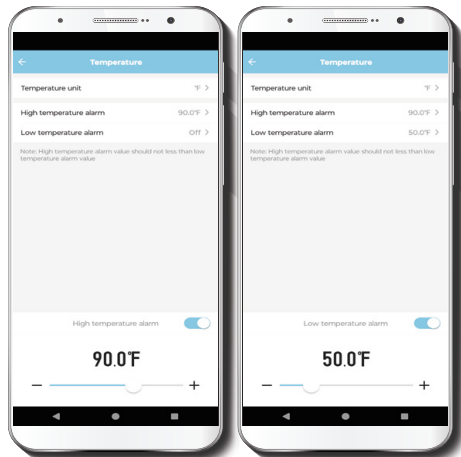 Temperature
Temperature unit °F >
High temperature alarm 90.0°F >
Low temperature alarm Off >
Note: High temperature alarm value should not less than low
temperature alarm value
High temperature alarm
90.0°F
− +
Temperature
Temperature unit °F >
High temperature alarm 90.0°F >
Low temperature alarm 50.0°F >
Note: High temperature alarm value should not less than low
temperature alarm value
Low temperature alarm
50.0°F
− +